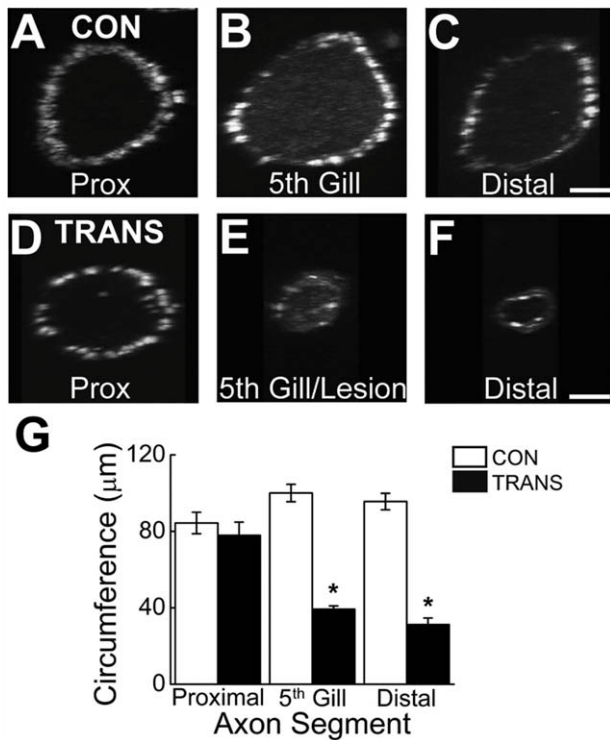 A CON
Prox
B
5th Gill
C
Distal
D TRANS
Prox
E
5th Gill/Lesion
F
Distal
G
CON
TRANS
Circumference (μm)
120
80
40
0
*
*
Proximal 5th Gill Distal
Axon Segment